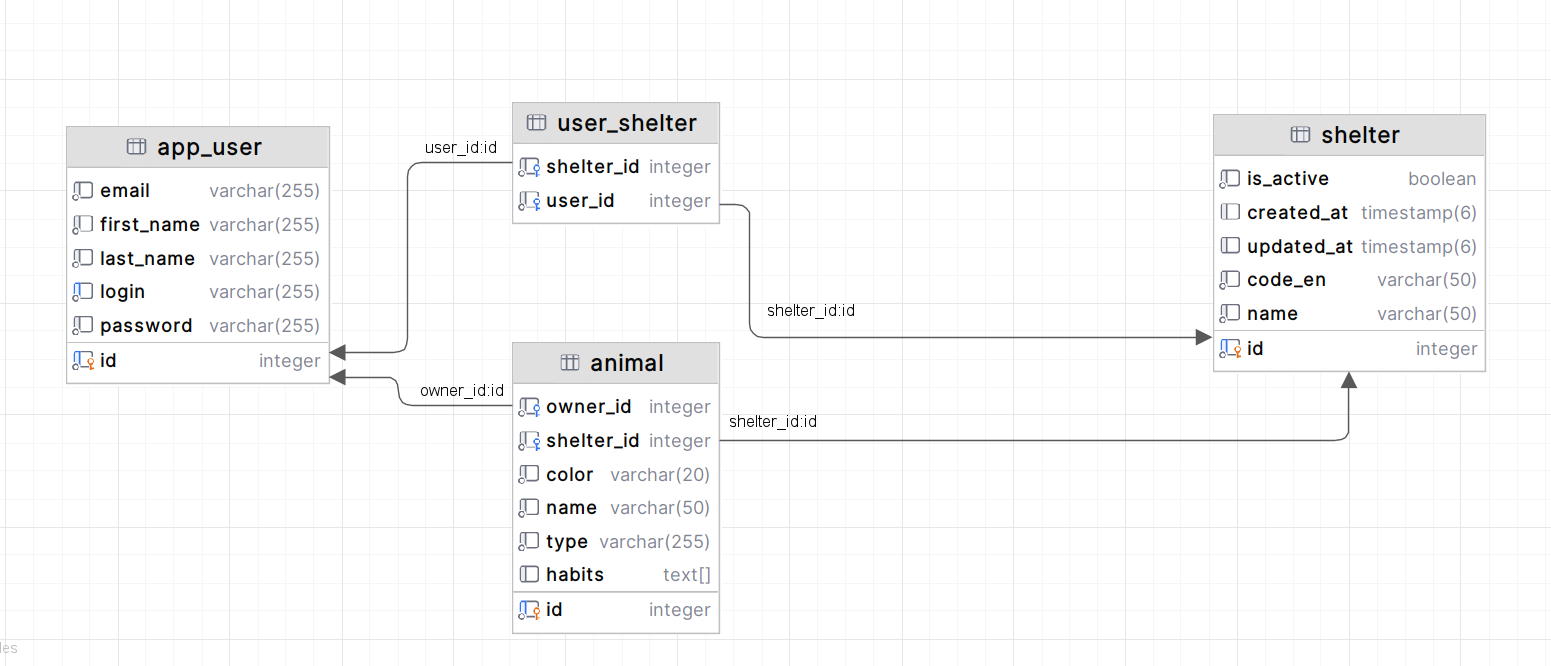 app_user
email varchar(255)
first_name varchar(255)
last_name varchar(255)
login varchar(255)
password varchar(255)
id integer
user_id:id
owner_id:id
user_shelter
shelter_id integer
user_id integer
animal
owner_id integer
shelter_id integer
color varchar(20)
name varchar(50)
type varchar(255)
habits text[]
id integer
shelter_id:id
shelter_id:id
shelter
is_active boolean
created_at timestamp(6)
updated_at timestamp(6)
code_en varchar(50)
name varchar(50)
id integer